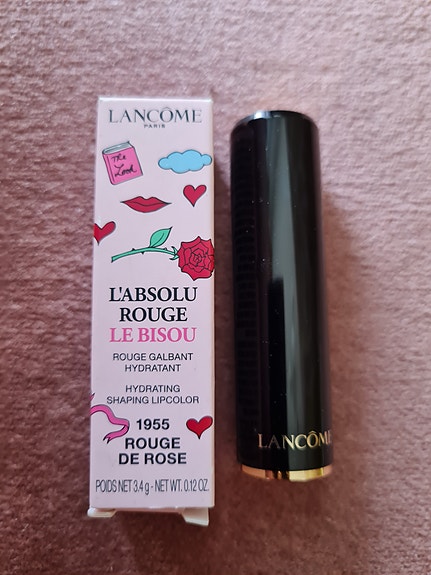 LANCÔME
PARIS
The
Look
L'ABSOLU
ROUGE
LE BISOU
ROUGE GALBANT
HYDRATANT
HYDRATING
SHAPING LIPCOLOR
1955
ROUGE
DE ROSE
POIDS NET 3.4 g - NET WT. 0.12 OZ.
LANCÔME